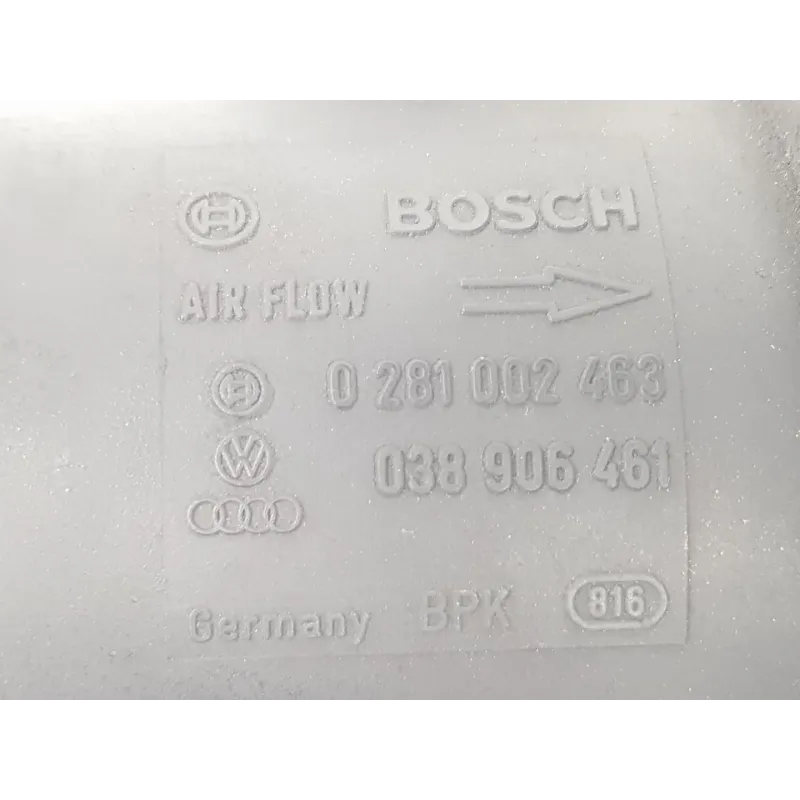 BOSCH
AIR FLOW
0 281 002 463
038 906 461
Germany BPK 816